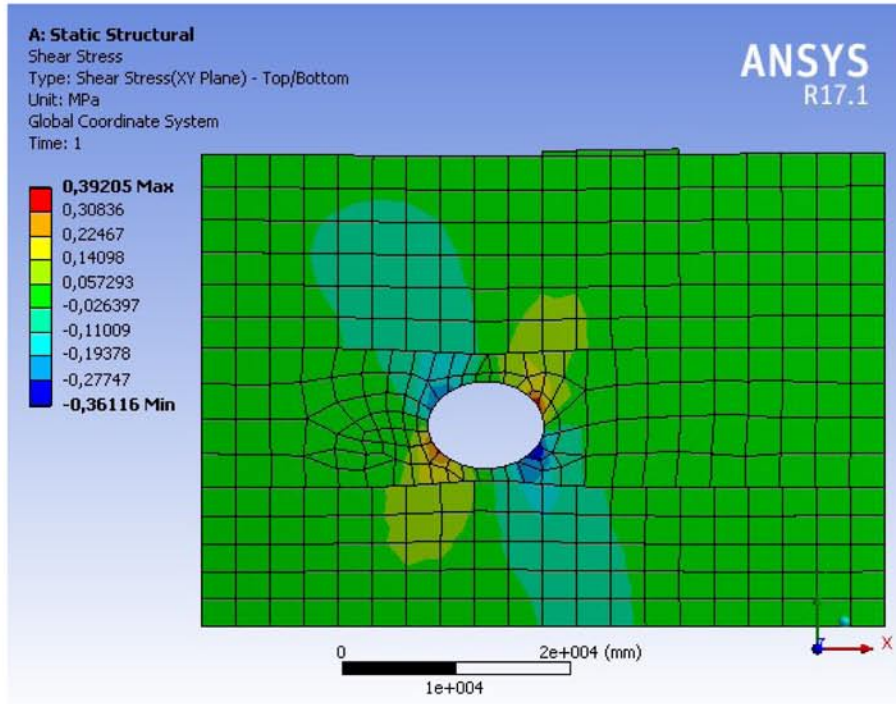 A: Static Structural
Shear Stress
Type: Shear Stress(XY Plane) - Top/Bottom
Unit: MPa
Global Coordinate System
Time: 1
ANSYS
R17.1
0,39205 Max
0,30836
0,22467
0,14098
0,057293
-0,026397
-0,11009
-0,19378
-0,27747
-0,36116 Min
0
2e+004 (mm)
1e+004
X